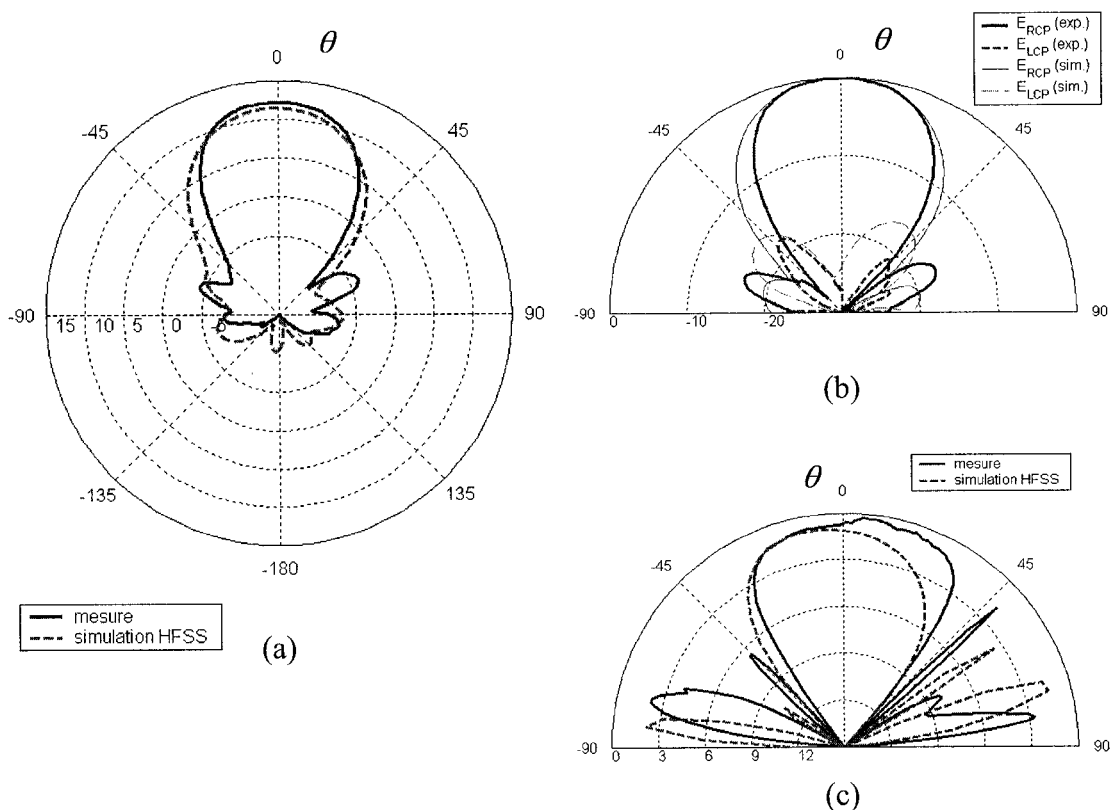 θ
0
-45
45
-90
15 10 5 0 -5
90
-135
135
-180
mesure
simulation HFSS
(a)
E_RCP (exp.)
E_LCP (exp.)
E_RCP (sim.)
E_LCP (sim.)
θ
0
-45
45
90
-0
-10
-20
90
(b)
mesure
simulation HFSS
θ
0
-45
45
-90
0
3
6
9
12
90
(c)